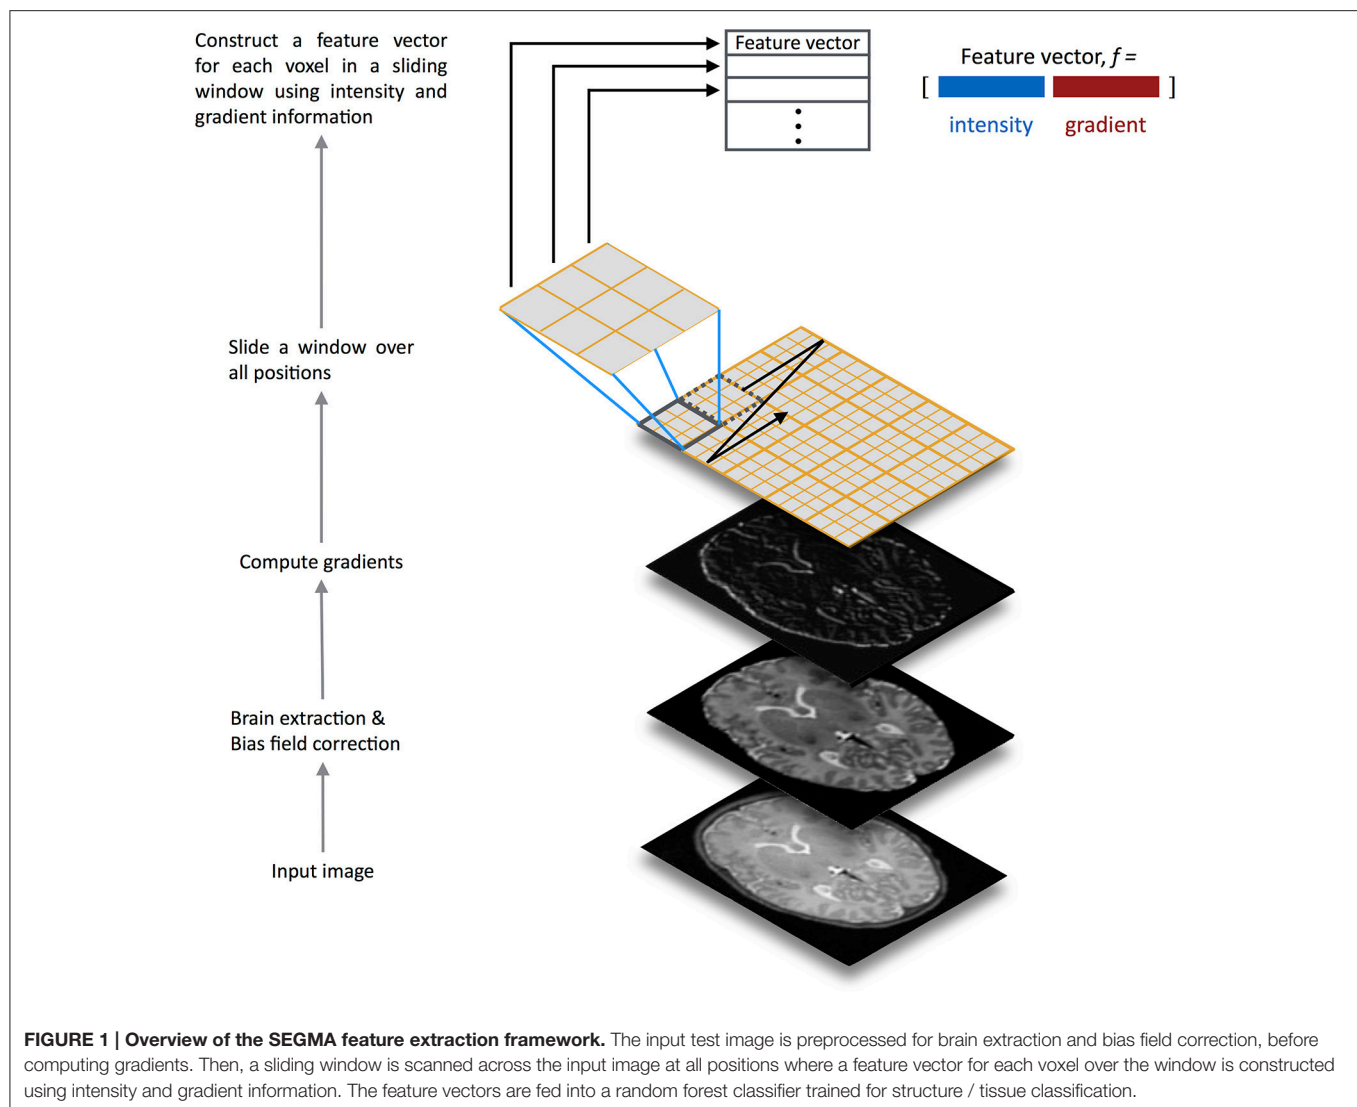 Construct a feature vector
for each voxel in a sliding
window using intensity and
gradient information
Feature vector
Feature vector, f =
[ ]
intensity gradient
Slide a window over
all positions
Compute gradients
Brain extraction &
Bias field correction
Input image
FIGURE 1 | Overview of the SEGMA feature extraction framework. The input test image is preprocessed for brain extraction and bias field correction, before
computing gradients. Then, a sliding window is scanned across the input image at all positions where a feature vector for each voxel over the window is constructed
using intensity and gradient information. The feature vectors are fed into a random forest classifier trained for structure / tissue classification.